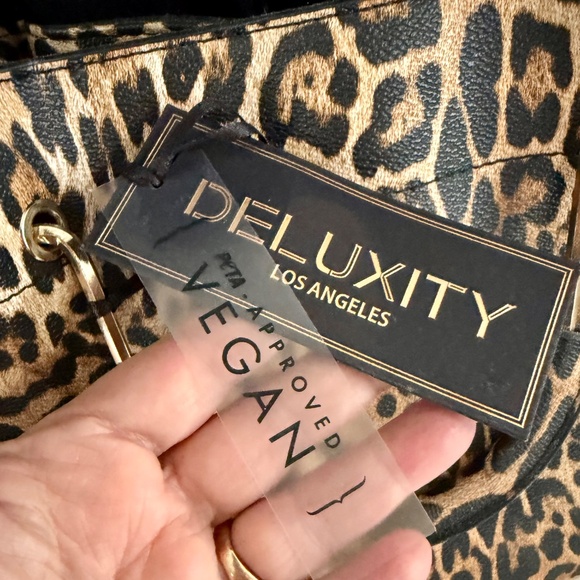 DELUXITY
LOS ANGELES
PETA - APPROVED
VEGAN }